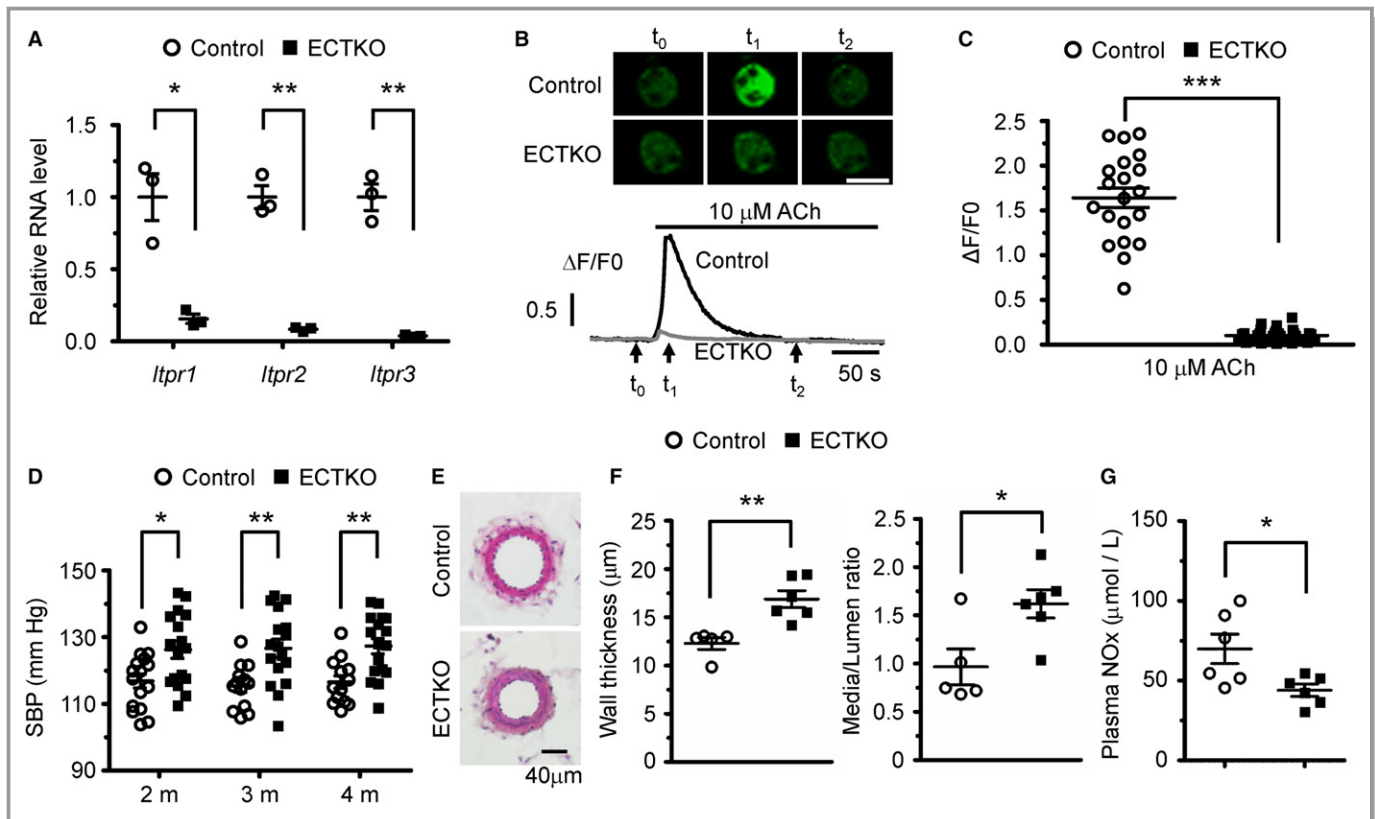 A
Control ECTKO
* ** **
Relative RNA level
1.5
1.0
0.5
0.0
Itpr1 Itpr2 Itpr3
B
t0 t1 t2
Control
ECTKO
10 μM ACh
ΔF/F0
0.5
Control
ECTKO
t0 t1 t2
50 s
C
Control ECTKO
***
ΔF/F0
2.5
2.0
1.5
1.0
0.5
0.0
10 μM ACh
Control ECTKO
D
Control ECTKO
* ** **
SBP (mm Hg)
150
130
110
90
2 m 3 m 4 m
E
Control
ECTKO
40μm
F
**
Wall thickness (μm)
25
20
15
10
5
0
*
Media/Lumen ratio
2.5
2.0
1.5
1.0
0.5
0
G
*
Plasma NOx (μmol / L)
150
100
50
0